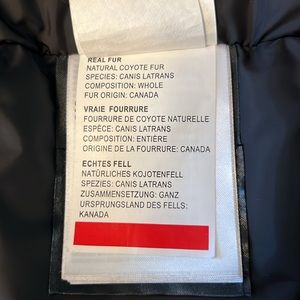 REAL FUR
NATURAL COYOTE FUR
SPECIES: CANIS LATRANS
COMPOSITION: WHOLE
FUR ORIGIN: CANADA
VRAIE FOURRURE
FOURRURE DE COYOTE NATURELLE
ESPÈCE: CANIS LATRANS
COMPOSITION: ENTIÈRE
ORIGINE DE LA FOURRURE: CANADA
ECHTES FELL
NATÜRLICHES KOJOTENFELL
SPEZIES: CANIS LATRANS
ZUSAMMENSETZUNG: GANZ
URSPRUNGSLAND DES FELLS:
KANADA